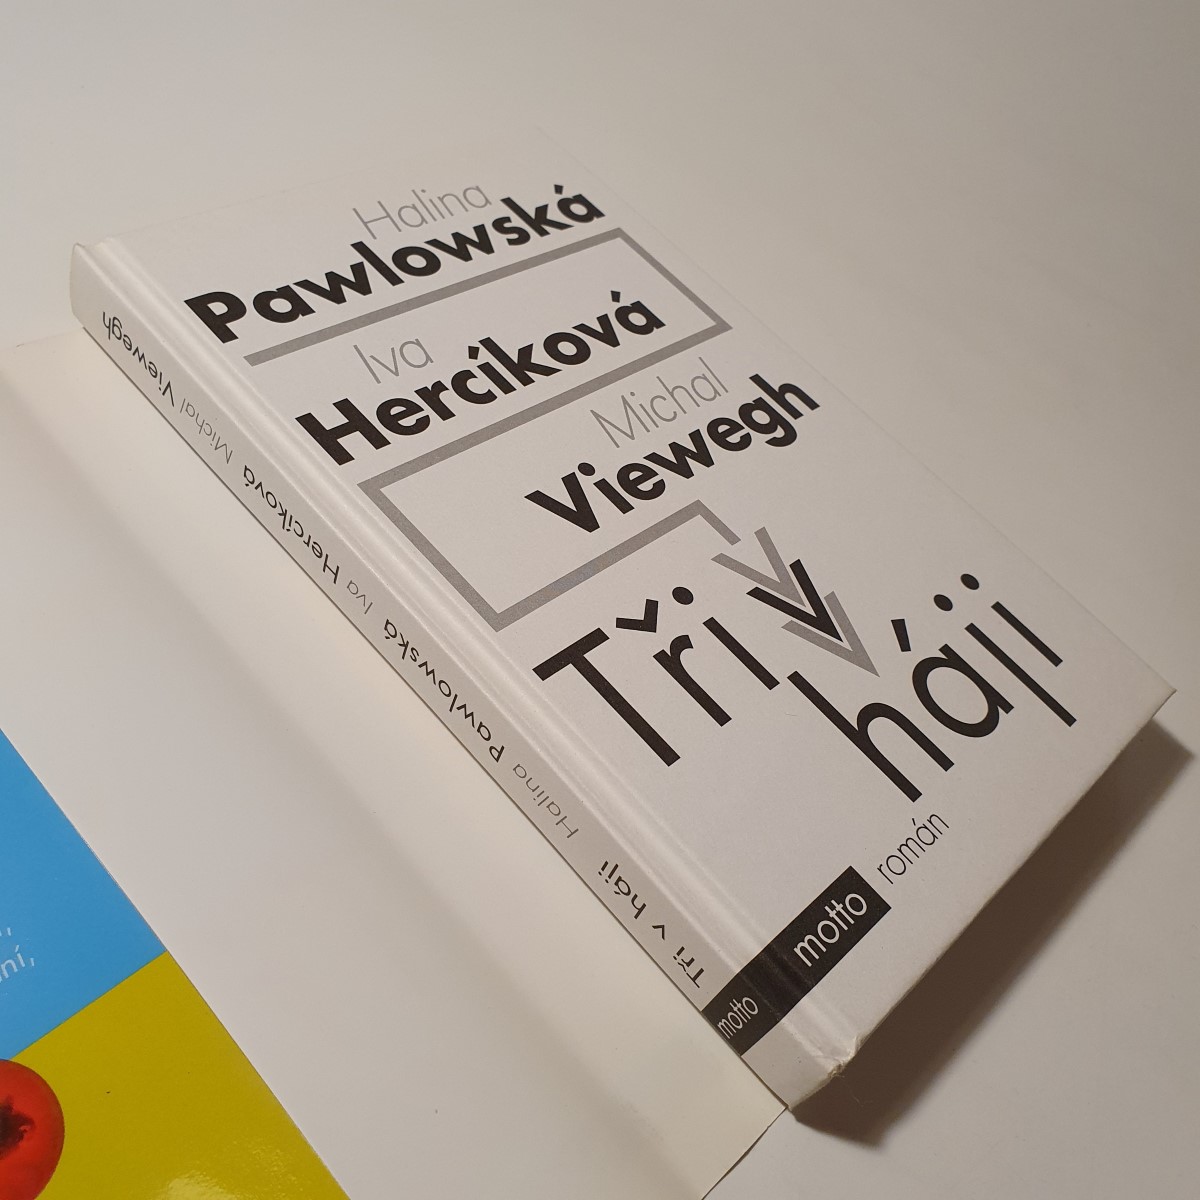 Halina
Pawlowská
Iva
Hercíková
Michal
Viewegh
Tři v
háji
román
motto
motto Tři v háji Halina Pawlowská Iva Hercíková Michal Viewegh